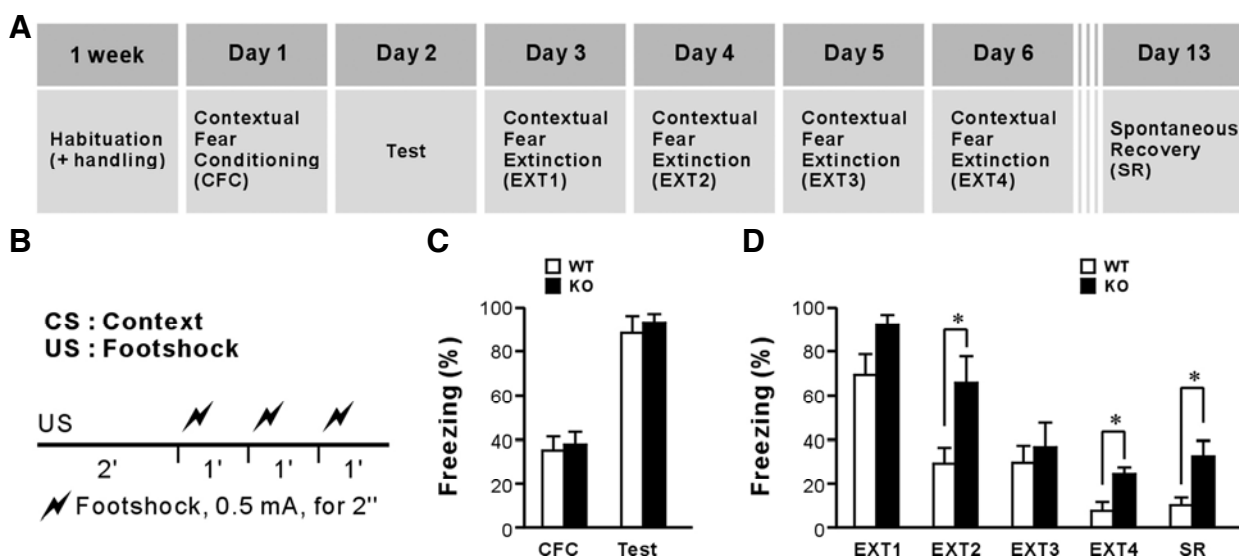 A
1 week
Day 1
Day 2
Day 3
Day 4
Day 5
Day 6
Day 13
Habituation
(+ handling)
Contextual
Fear
Conditioning
(CFC)
Test
Contextual
Fear
Extinction
(EXT1)
Contextual
Fear
Extinction
(EXT2)
Contextual
Fear
Extinction
(EXT3)
Contextual
Fear
Extinction
(EXT4)
Spontaneous
Recovery
(SR)
B
CS : Context
US : Footshock
US
2' 1' 1' 1'
Footshock, 0.5 mA, for 2"
C
WT
KO
Freezing (%)
100
80
60
40
20
0
CFC Test
D
WT
KO
Freezing (%)
100
80
60
40
20
0
*
*
*
EXT1 EXT2 EXT3 EXT4 SR